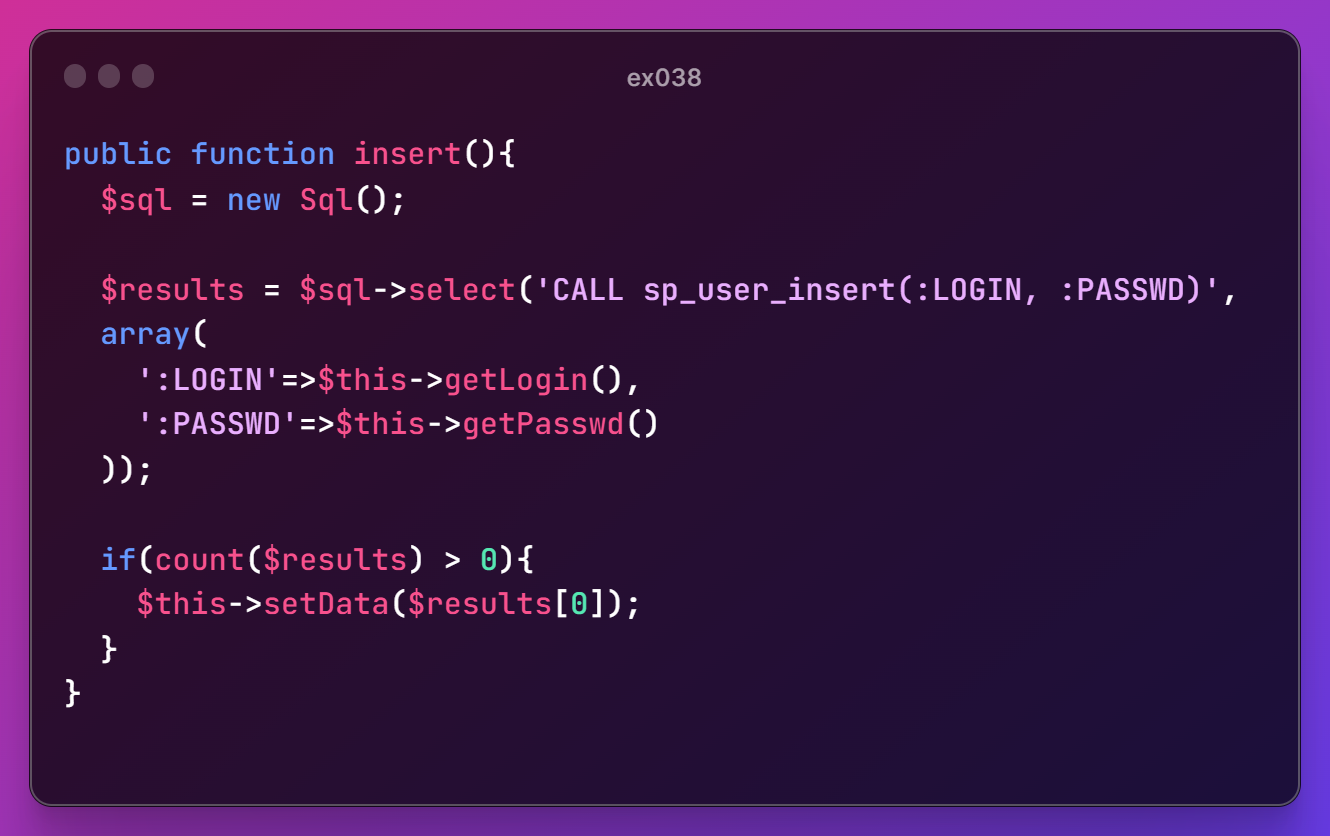 ex038
public function insert(){
  $sql = new Sql();

  $results = $sql->select('CALL sp_user_insert(:LOGIN, :PASSWD)',
  array(
    ':LOGIN'=>$this->getLogin(),
    ':PASSWD'=>$this->getPasswd()
  ));

  if(count($results) > 0){
    $this->setData($results[0]);
  }
}